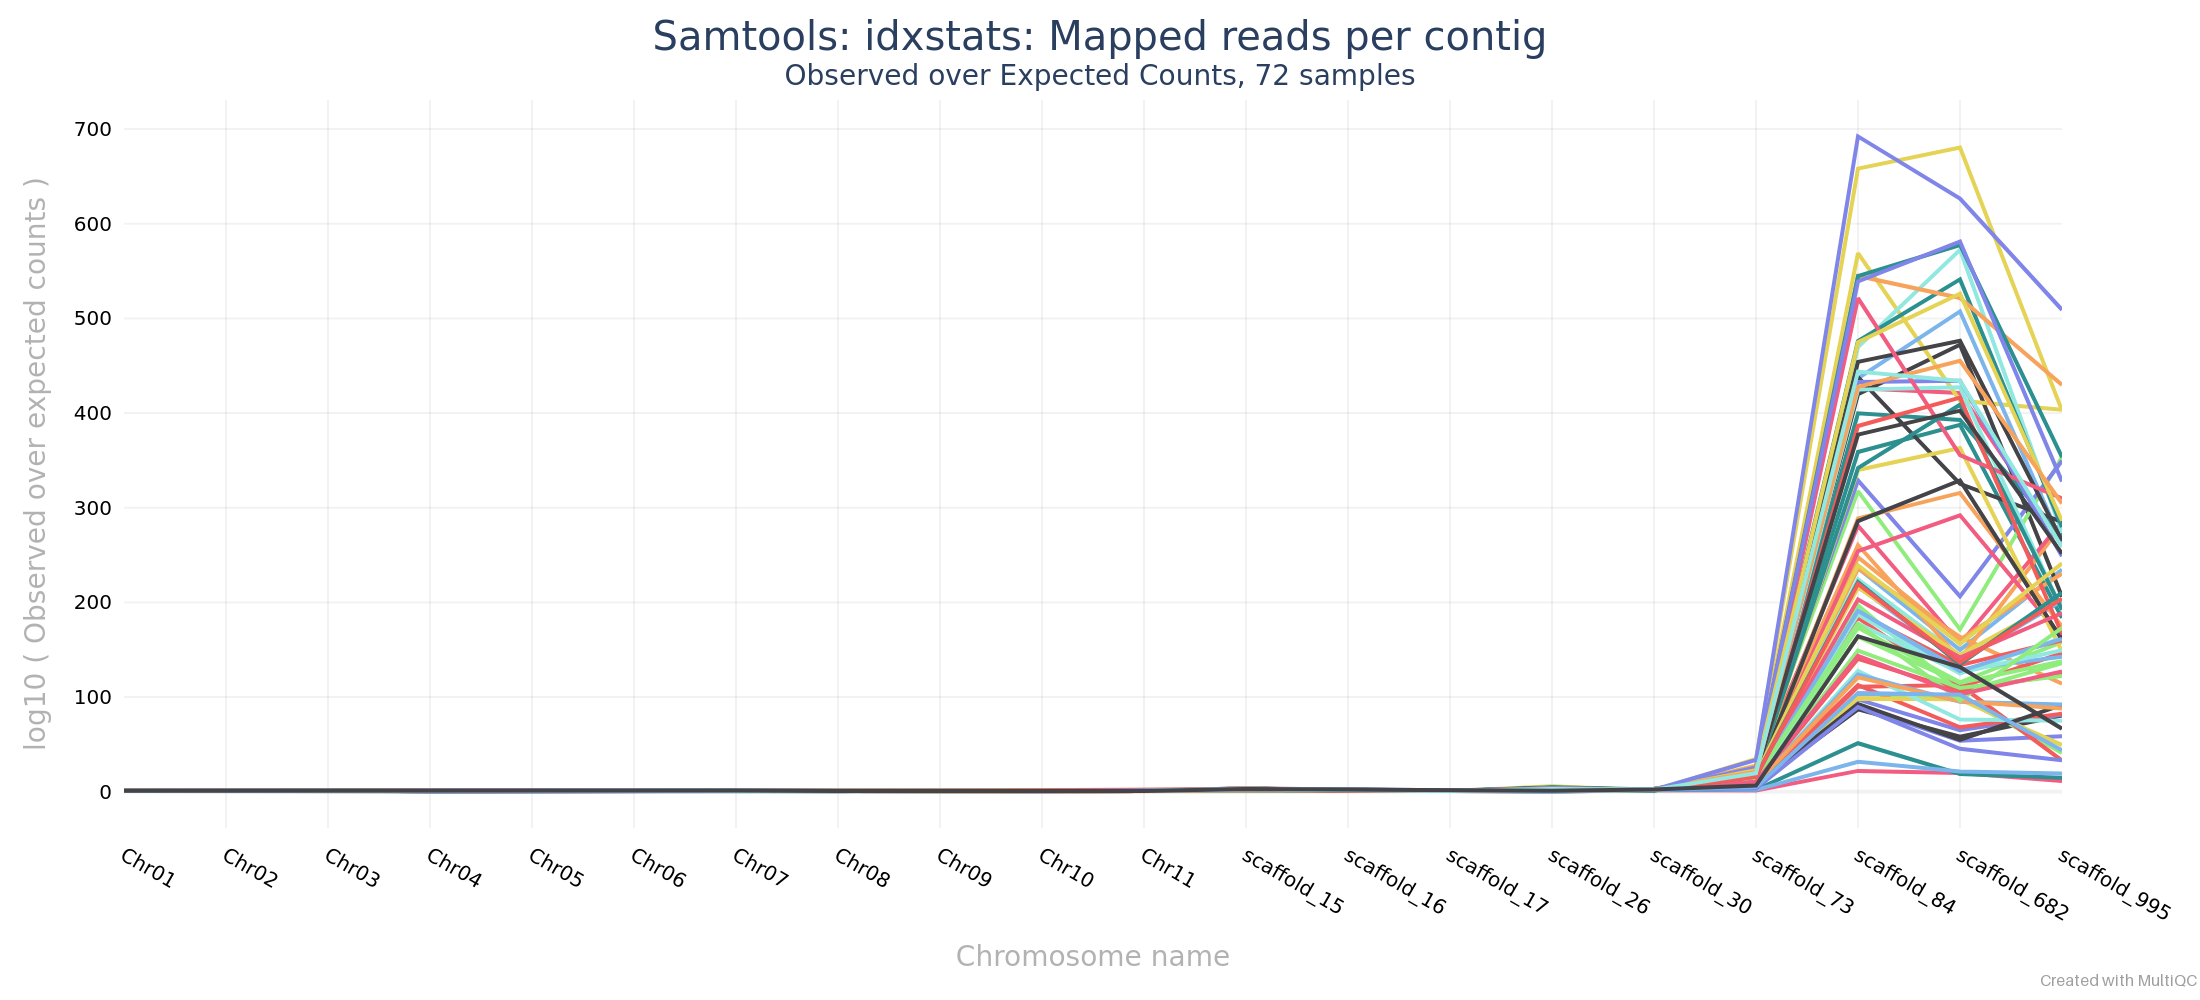 Samtools: idxstats: Mapped reads per contig
Observed over Expected Counts, 72 samples
log10 ( Observed over expected counts )
700
600
500
400
300
200
100
0
Chr01
Chr02
Chr03
Chr04
Chr05
Chr06
Chr07
Chr08
Chr09
Chr10
Chr11
scaffold_15
scaffold_16
scaffold_17
scaffold_26
scaffold_30
scaffold_73
scaffold_84
scaffold_682
scaffold_995
Chromosome name
Created with MultiQC